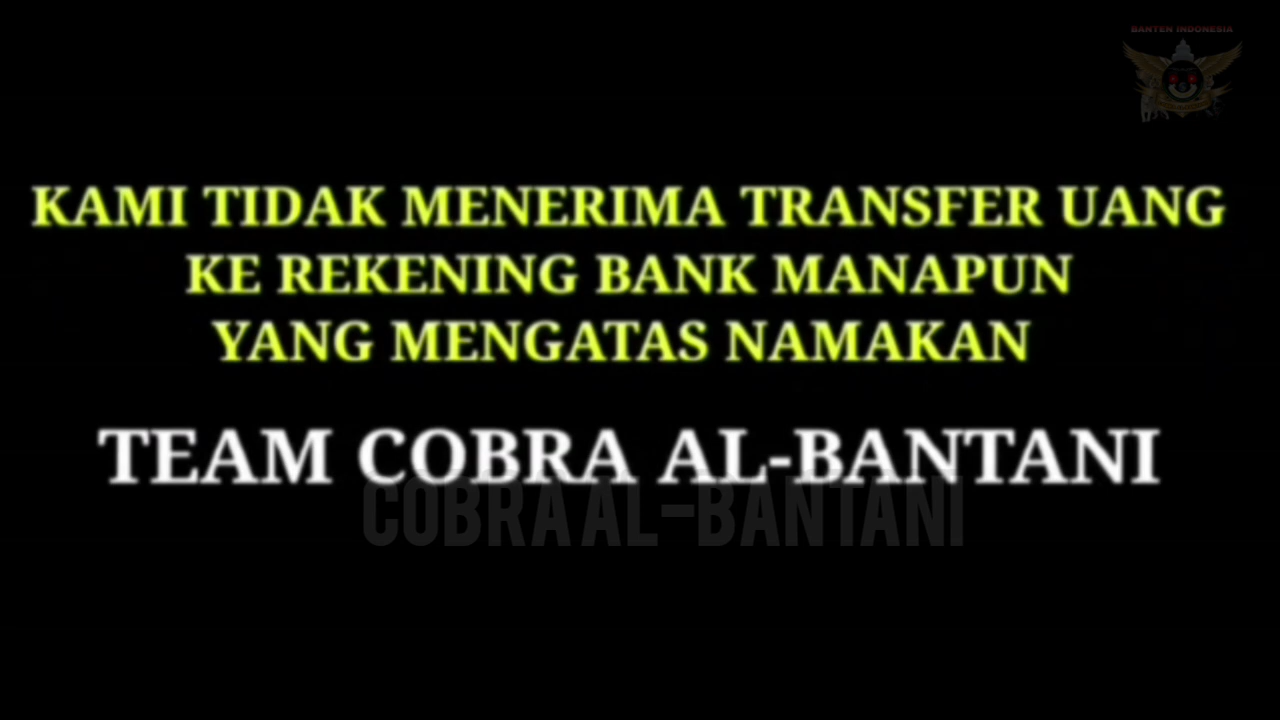 BANTEN INDONESIA
KAMI TIDAK MENERIMA TRANSFER UANG
KE REKENING BANK MANAPUN
YANG MENGATAS NAMAKAN
TEAM COBRA AL-BANTANI
COBRA AL-BANTANI